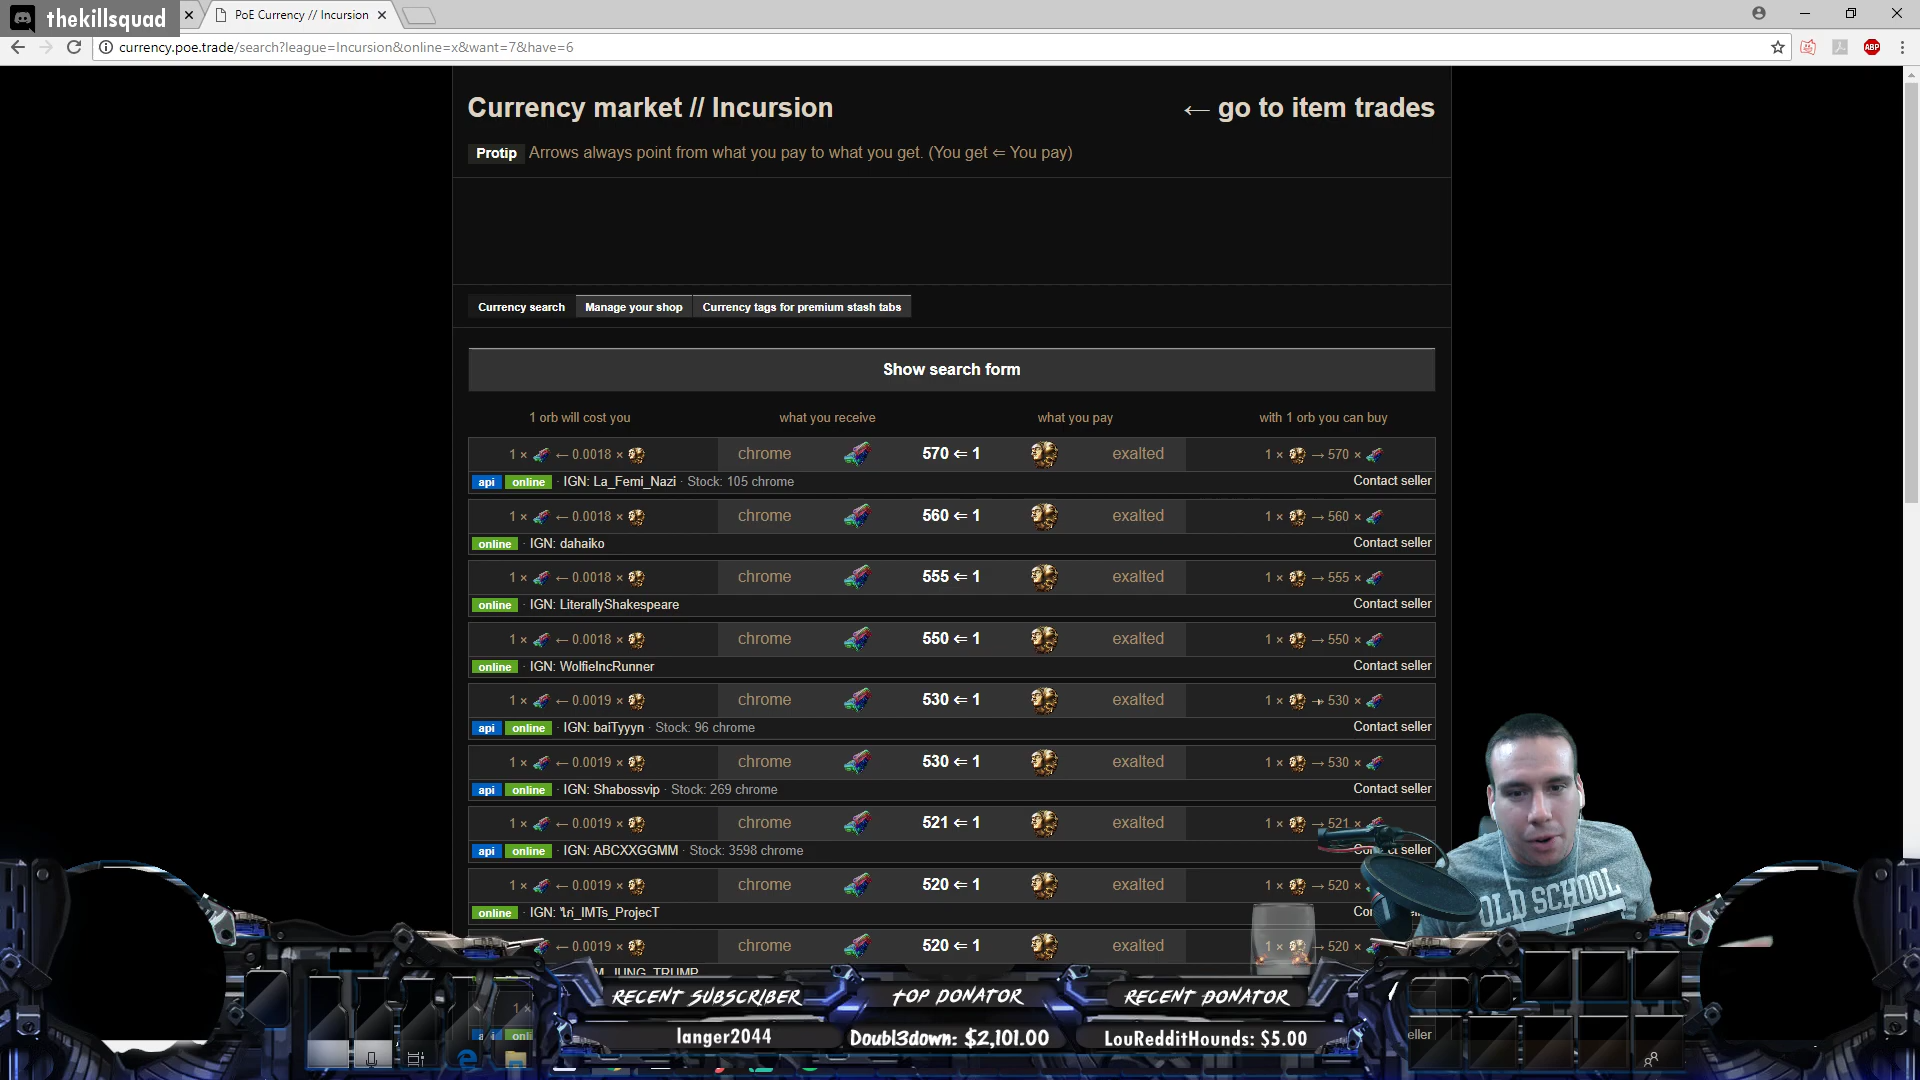 thekillsquad
PoE Currency // Incursion
currency.poe.trade/search?league=Incursion&online=x&want=7&have=6
ABP
Currency market // Incursion
← go to item trades
Protip Arrows always point from what you pay to what you get. (You get ⇐ You pay)
Currency search Manage your shop Currency tags for premium stash tabs
Show search form
1 orb will cost you what you receive what you pay with 1 orb you can buy
1 × ← 0.0018 × chrome 570 ⇐ 1 exalted 1 × → 570 ×
api online · IGN: La_Femi_Nazi · Stock: 105 chrome Contact seller
1 × ← 0.0018 × chrome 560 ⇐ 1 exalted 1 × → 560 ×
online · IGN: dahaiko Contact seller
1 × ← 0.0018 × chrome 555 ⇐ 1 exalted 1 × → 555 ×
online · IGN: LiterallyShakespeare Contact seller
1 × ← 0.0018 × chrome 550 ⇐ 1 exalted 1 × → 550 ×
online · IGN: WolfieIncRunner Contact seller
1 × ← 0.0019 × chrome 530 ⇐ 1 exalted 1 × → 530 ×
api online · IGN: baiTyyyn · Stock: 96 chrome Contact seller
1 × ← 0.0019 × chrome 530 ⇐ 1 exalted 1 × → 530 ×
api online · IGN: Shabossvip · Stock: 269 chrome Contact seller
1 × ← 0.0019 × chrome 521 ⇐ 1 exalted 1 × → 521 ×
api online · IGN: ABCXXGGMM · Stock: 3598 chrome
1 × ← 0.0019 × chrome 520 ⇐ 1 exalted 1 × → 520 ×
online · IGN:
← 0.0019 × chrome 520 ⇐ 1 exalted 1 × → 520 ×
OLD SCHOOL
RECENT SUBSCRIBER TOP DONATOR RECENT DONATOR
langer2044 Doubl3down: $2,101.00 LouRedditHounds: $5.00